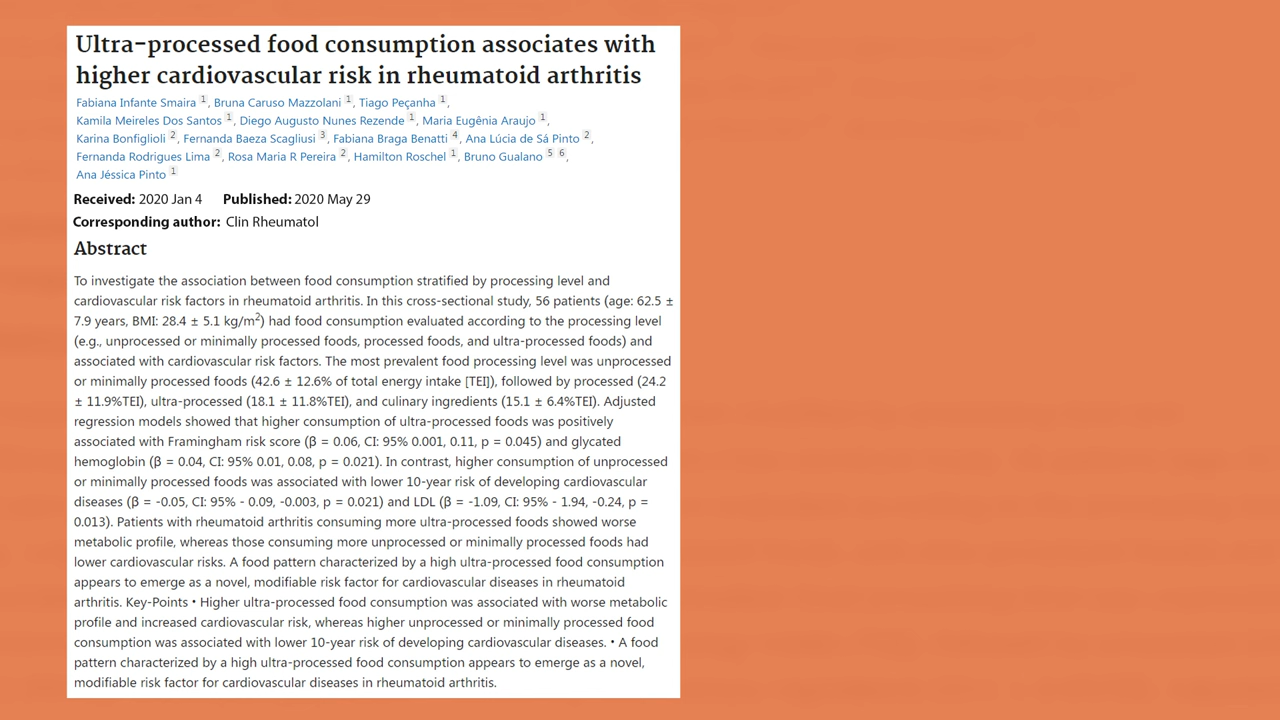 Ultra-processed food consumption associates with
higher cardiovascular risk in rheumatoid arthritis
Fabiana Infante Smaira 1, Bruna Caruso Mazzolani 1, Tiago Peçanha 1,
Kamila Meireles Dos Santos 1, Diego Augusto Nunes Rezende 1, Maria Eugênia Araujo 1,
Karina Bonfiglioli 2, Fernanda Baeza Scagliusi 3, Fabiana Braga Benatti 4, Ana Lúcia de Sá Pinto 2,
Fernanda Rodrigues Lima 2, Rosa Maria R Pereira 2, Hamilton Roschel 1, Bruno Gualano 5 6,
Ana Jéssica Pinto 1
Received: 2020 Jan 4 Published: 2020 May 29
Corresponding author: Clin Rheumatol
Abstract
To investigate the association between food consumption stratified by processing level and
cardiovascular risk factors in rheumatoid arthritis. In this cross-sectional study, 56 patients (age: 62.5 ±
7.9 years, BMI: 28.4 ± 5.1 kg/m2) had food consumption evaluated according to the processing level
(e.g., unprocessed or minimally processed foods, processed foods, and ultra-processed foods) and
associated with cardiovascular risk factors. The most prevalent food processing level was unprocessed
or minimally processed foods (42.6 ± 12.6% of total energy intake [TEI]), followed by processed (24.2
± 11.9%TEI), ultra-processed (18.1 ± 11.8%TEI), and culinary ingredients (15.1 ± 6.4%TEI). Adjusted
regression models showed that higher consumption of ultra-processed foods was positively
associated with Framingham risk score (β = 0.06, CI: 95% 0.001, 0.11, p = 0.045) and glycated
hemoglobin (β = 0.04, CI: 95% 0.01, 0.08, p = 0.021). In contrast, higher consumption of unprocessed
or minimally processed foods was associated with lower 10-year risk of developing cardiovascular
diseases (β = -0.05, CI: 95% - 0.09, -0.003, p = 0.021) and LDL (β = -1.09, CI: 95% - 1.94, -0.24, p =
0.013). Patients with rheumatoid arthritis consuming more ultra-processed foods showed worse
metabolic profile, whereas those consuming more unprocessed or minimally processed foods had
lower cardiovascular risks. A food pattern characterized by a high ultra-processed food consumption
appears to emerge as a novel, modifiable risk factor for cardiovascular diseases in rheumatoid
arthritis. Key-Points • Higher ultra-processed food consumption was associated with worse metabolic
profile and increased cardiovascular risk, whereas higher unprocessed or minimally processed food
consumption was associated with lower 10-year risk of developing cardiovascular diseases. • A food
pattern characterized by a high ultra-processed food consumption appears to emerge as a novel,
modifiable risk factor for cardiovascular diseases in rheumatoid arthritis.